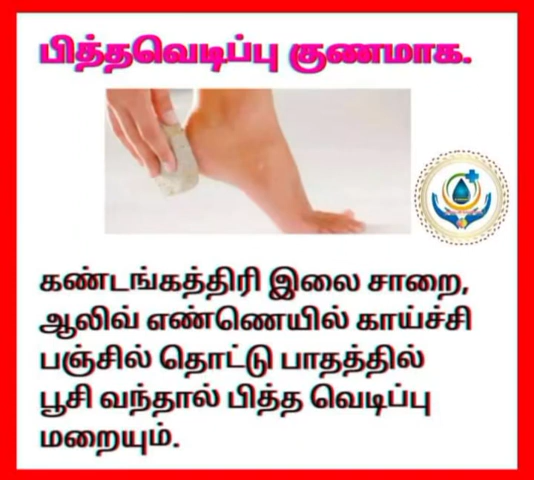 பித்தவெடிப்பு குணமாக.
கண்டங்கத்திரி இலை சாறை,
ஆலிவ் எண்ணெயில் காய்ச்சி
பஞ்சில் தொட்டு பாதத்தில்
பூசி வந்தால் பித்த வெடிப்பு
மறையும்.